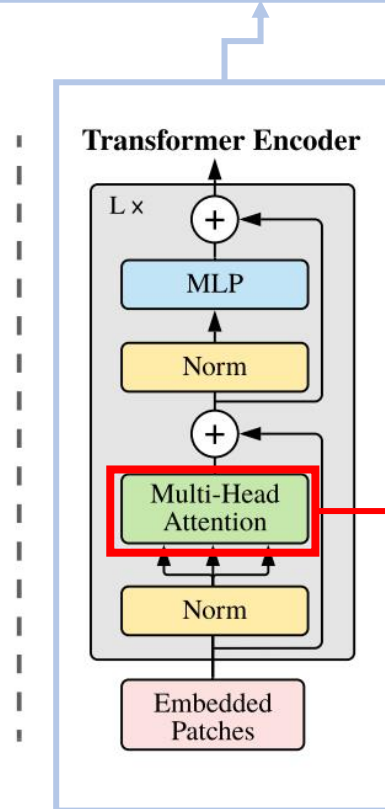 Transformer Encoder
L ×
+
MLP
Norm
+
Multi-Head
Attention
Norm
Embedded
Patches